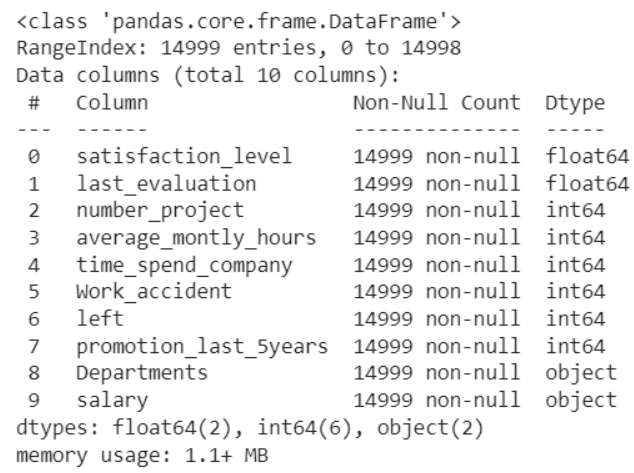 <class 'pandas.core.frame.DataFrame'>
RangeIndex: 14999 entries, 0 to 14998
Data columns (total 10 columns):
 #   Column                 Non-Null Count  Dtype
---  ------                 --------------  -----
 0   satisfaction_level     14999 non-null  float64
 1   last_evaluation        14999 non-null  float64
 2   number_project         14999 non-null  int64
 3   average_montly_hours   14999 non-null  int64
 4   time_spend_company     14999 non-null  int64
 5   Work_accident          14999 non-null  int64
 6   left                   14999 non-null  int64
 7   promotion_last_5years  14999 non-null  int64
 8   Departments            14999 non-null  object
 9   salary                 14999 non-null  object
dtypes: float64(2), int64(6), object(2)
memory usage: 1.1+ MB